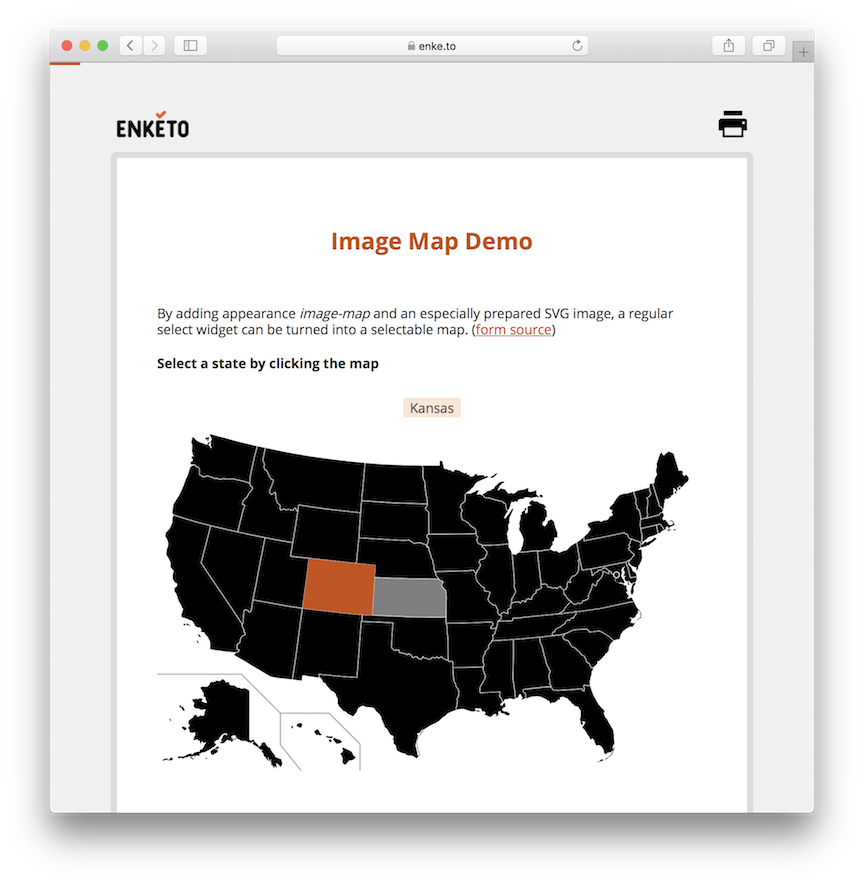 enke.to
ENKETO
Image Map Demo
By adding appearance image-map and an especially prepared SVG image, a regular
select widget can be turned into a selectable map. (form source)
Select a state by clicking the map
Kansas